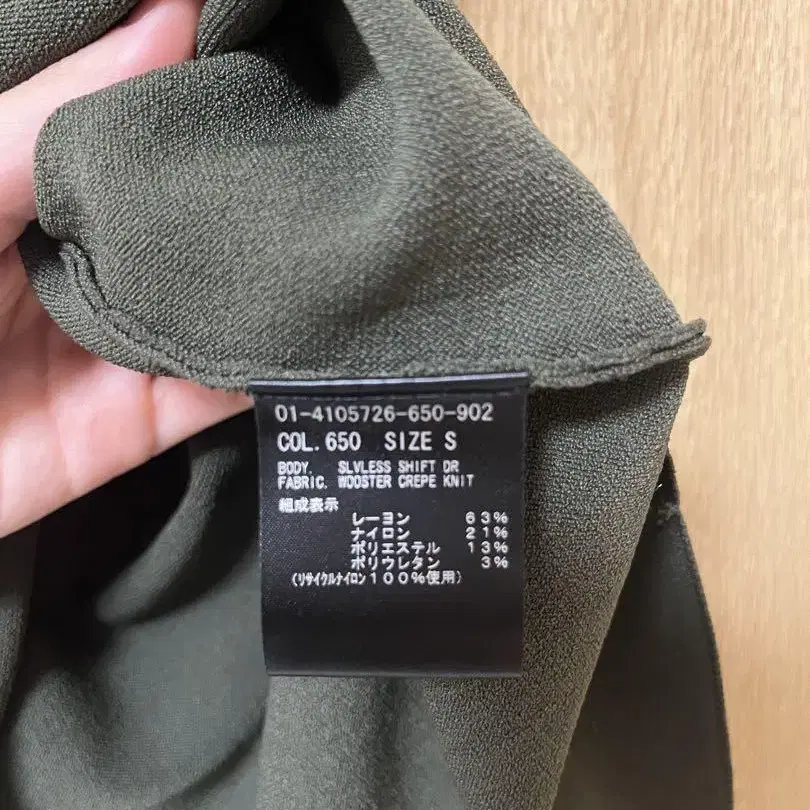 01-4105726-650-902
COL. 650 SIZE S
BODY. SLVLESS SHIFT DR
FABRIC. WOOSTER CREPE KNIT
組成表示
レーヨン 63%
ナイロン 21%
ポリエステル 13%
ポリウレタン 3%
(リサイクルナイロン100%使用)